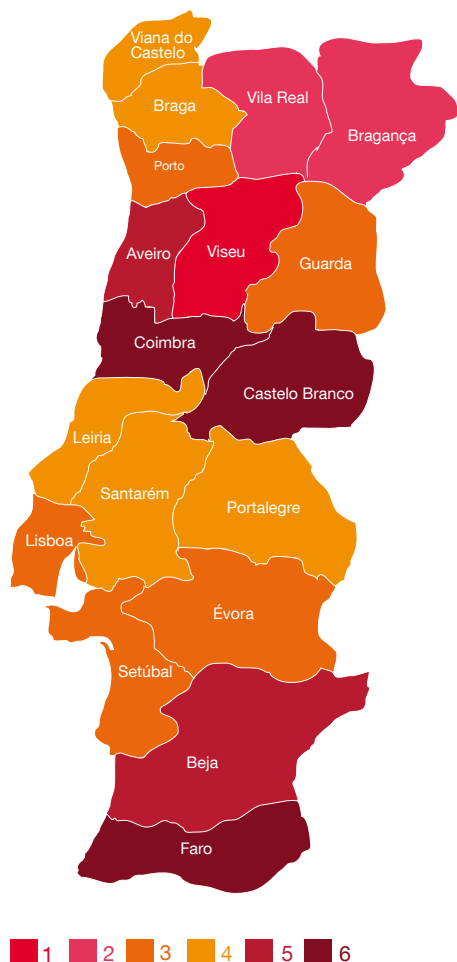 Viana do
Castelo
Braga
Vila Real
Bragança
Porto
Aveiro
Viseu
Guarda
Coimbra
Castelo Branco
Leiria
Santarém
Portalegre
Lisboa
Évora
Setúbal
Beja
Faro
1 2 3 4 5 6